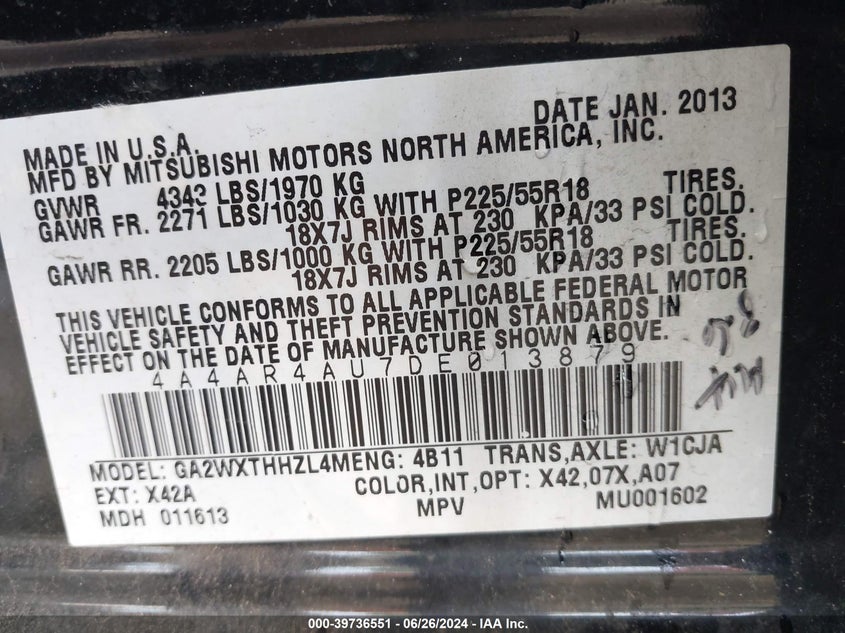 DATE JAN. 2013
MADE IN U.S.A.
MFD BY MITSUBISHI MOTORS NORTH AMERICA, INC.
GVWR 4343 LBS/1970 KG
GAWR FR. 2271 LBS/1030 KG WITH P225/55R18 TIRES.
18X7J RIMS AT 230 KPA/33 PSI COLD.
GAWR RR. 2205 LBS/1000 KG WITH P225/55R18 TIRES.
18X7J RIMS AT 230 KPA/33 PSI COLD.
THIS VEHICLE CONFORMS TO ALL APPLICABLE FEDERAL MOTOR
VEHICLE SAFETY AND THEFT PREVENTION STANDARDS IN
EFFECT ON THE DATE OF MANUFACTURE SHOWN ABOVE.
4A4AR4AU7DE013879
MODEL: GA2WXTHHZL4MENG: 4B11 TRANS,AXLE: W1CJA
EXT: X42A COLOR,INT,OPT: X42,07X,A07
MDH 011613 MPV MU001602
000-39736551 / 06/26/2024 - IAA Inc.